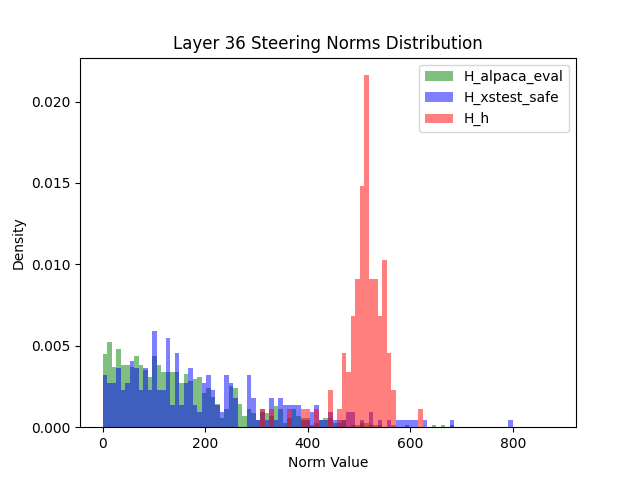 Layer 36 Steering Norms Distribution
H_alpaca_eval
H_xstest_safe
H_h
Density
0.020
0.015
0.010
0.005
0.000
0 200 400 600 800
Norm Value